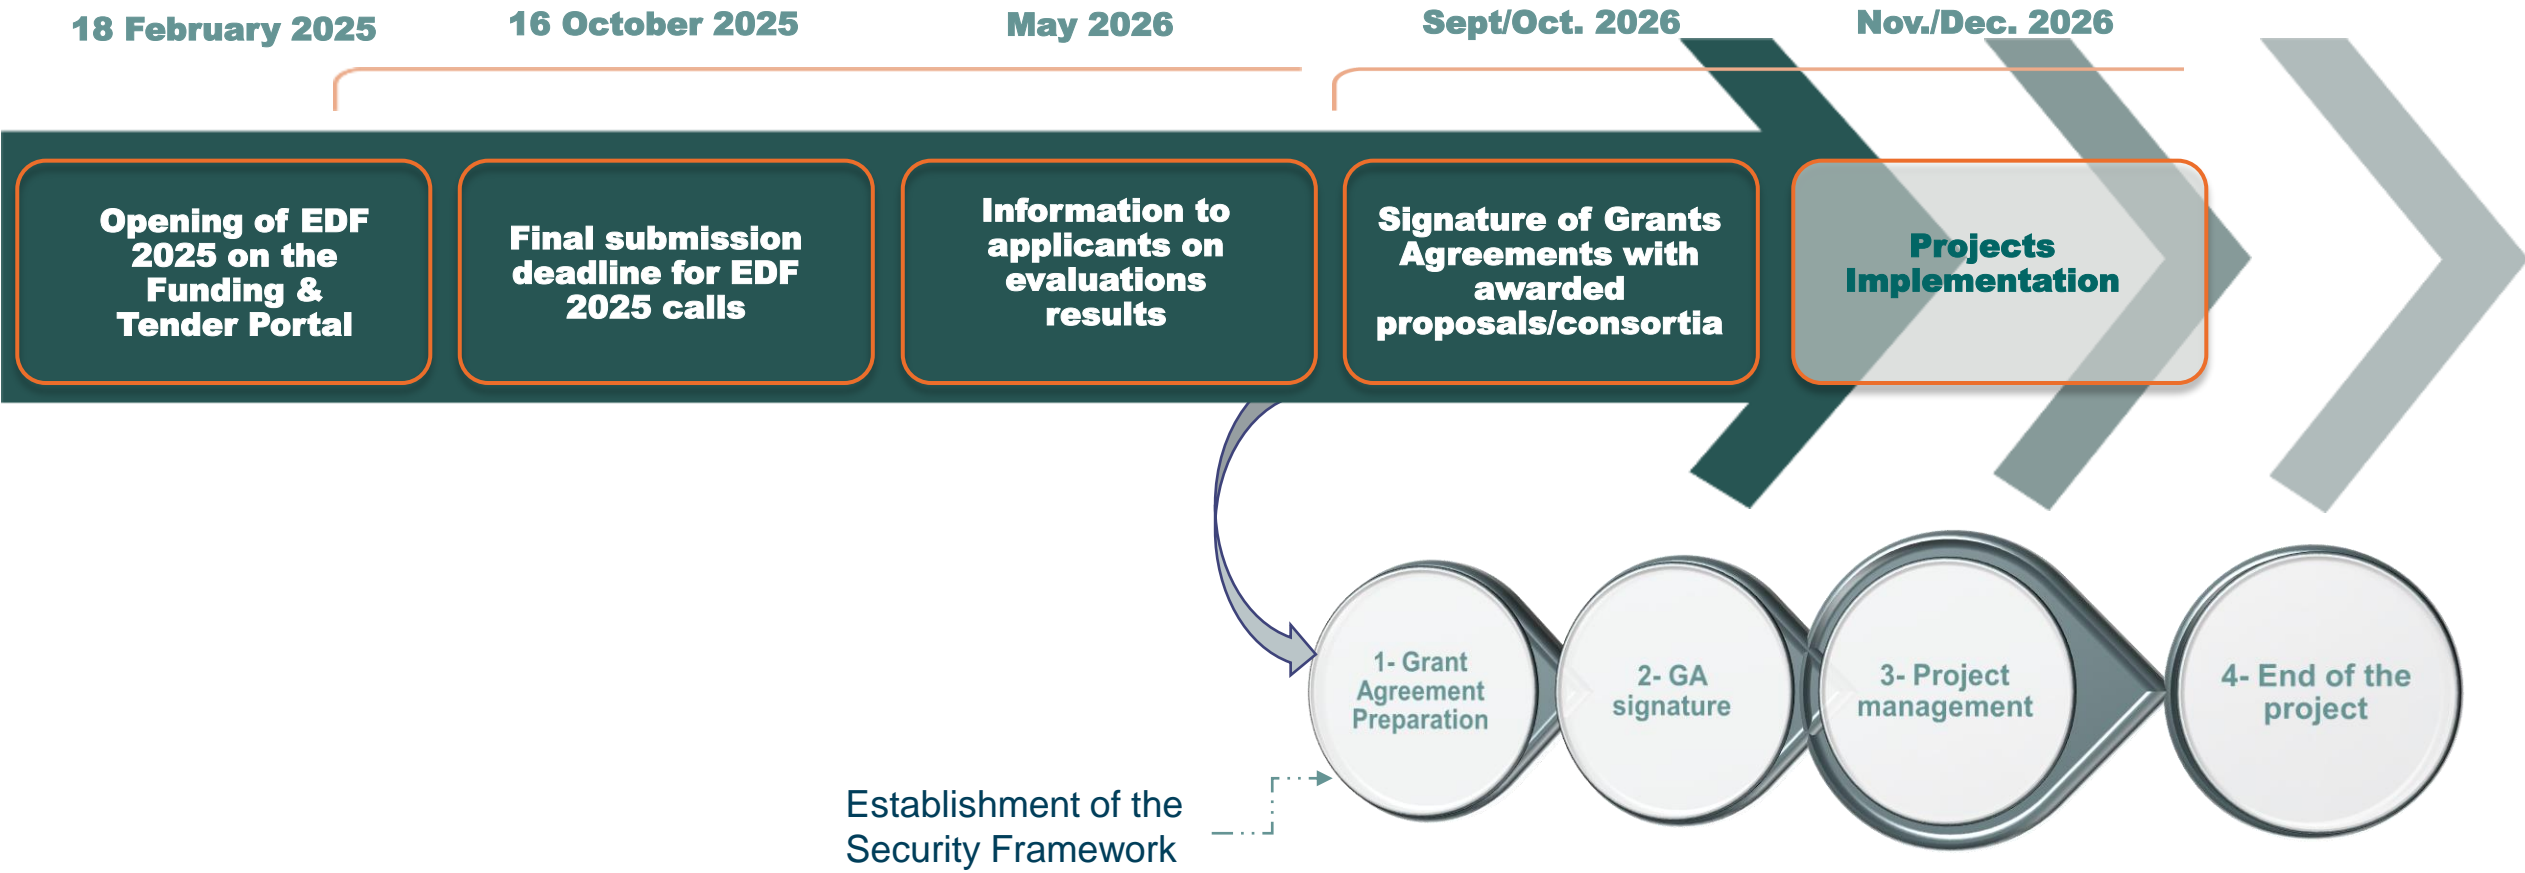 18 February 2025
16 October 2025
May 2026
Sept/Oct. 2026
Nov./Dec. 2026
Opening of EDF
2025 on the
Funding &
Tender Portal
Final submission
deadline for EDF
2025 calls
Information to
applicants on
evaluations
results
Signature of Grants
Agreements with
awarded
proposals/consortia
Projects
Implementation
1- Grant
Agreement
Preparation
2- GA
signature
3- Project
management
4- End of the
project
Establishment of the
Security Framework